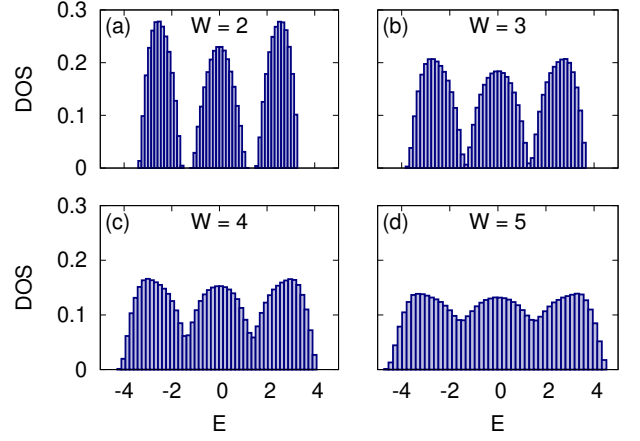 0.3 (a) W = 2 (b) W = 3
0.2
DOS
0.1
0
0.3 (c) W = 4 (d) W = 5
0.2
DOS
0.1
0
-4 -2 0 2 4 -4 -2 0 2 4
E E